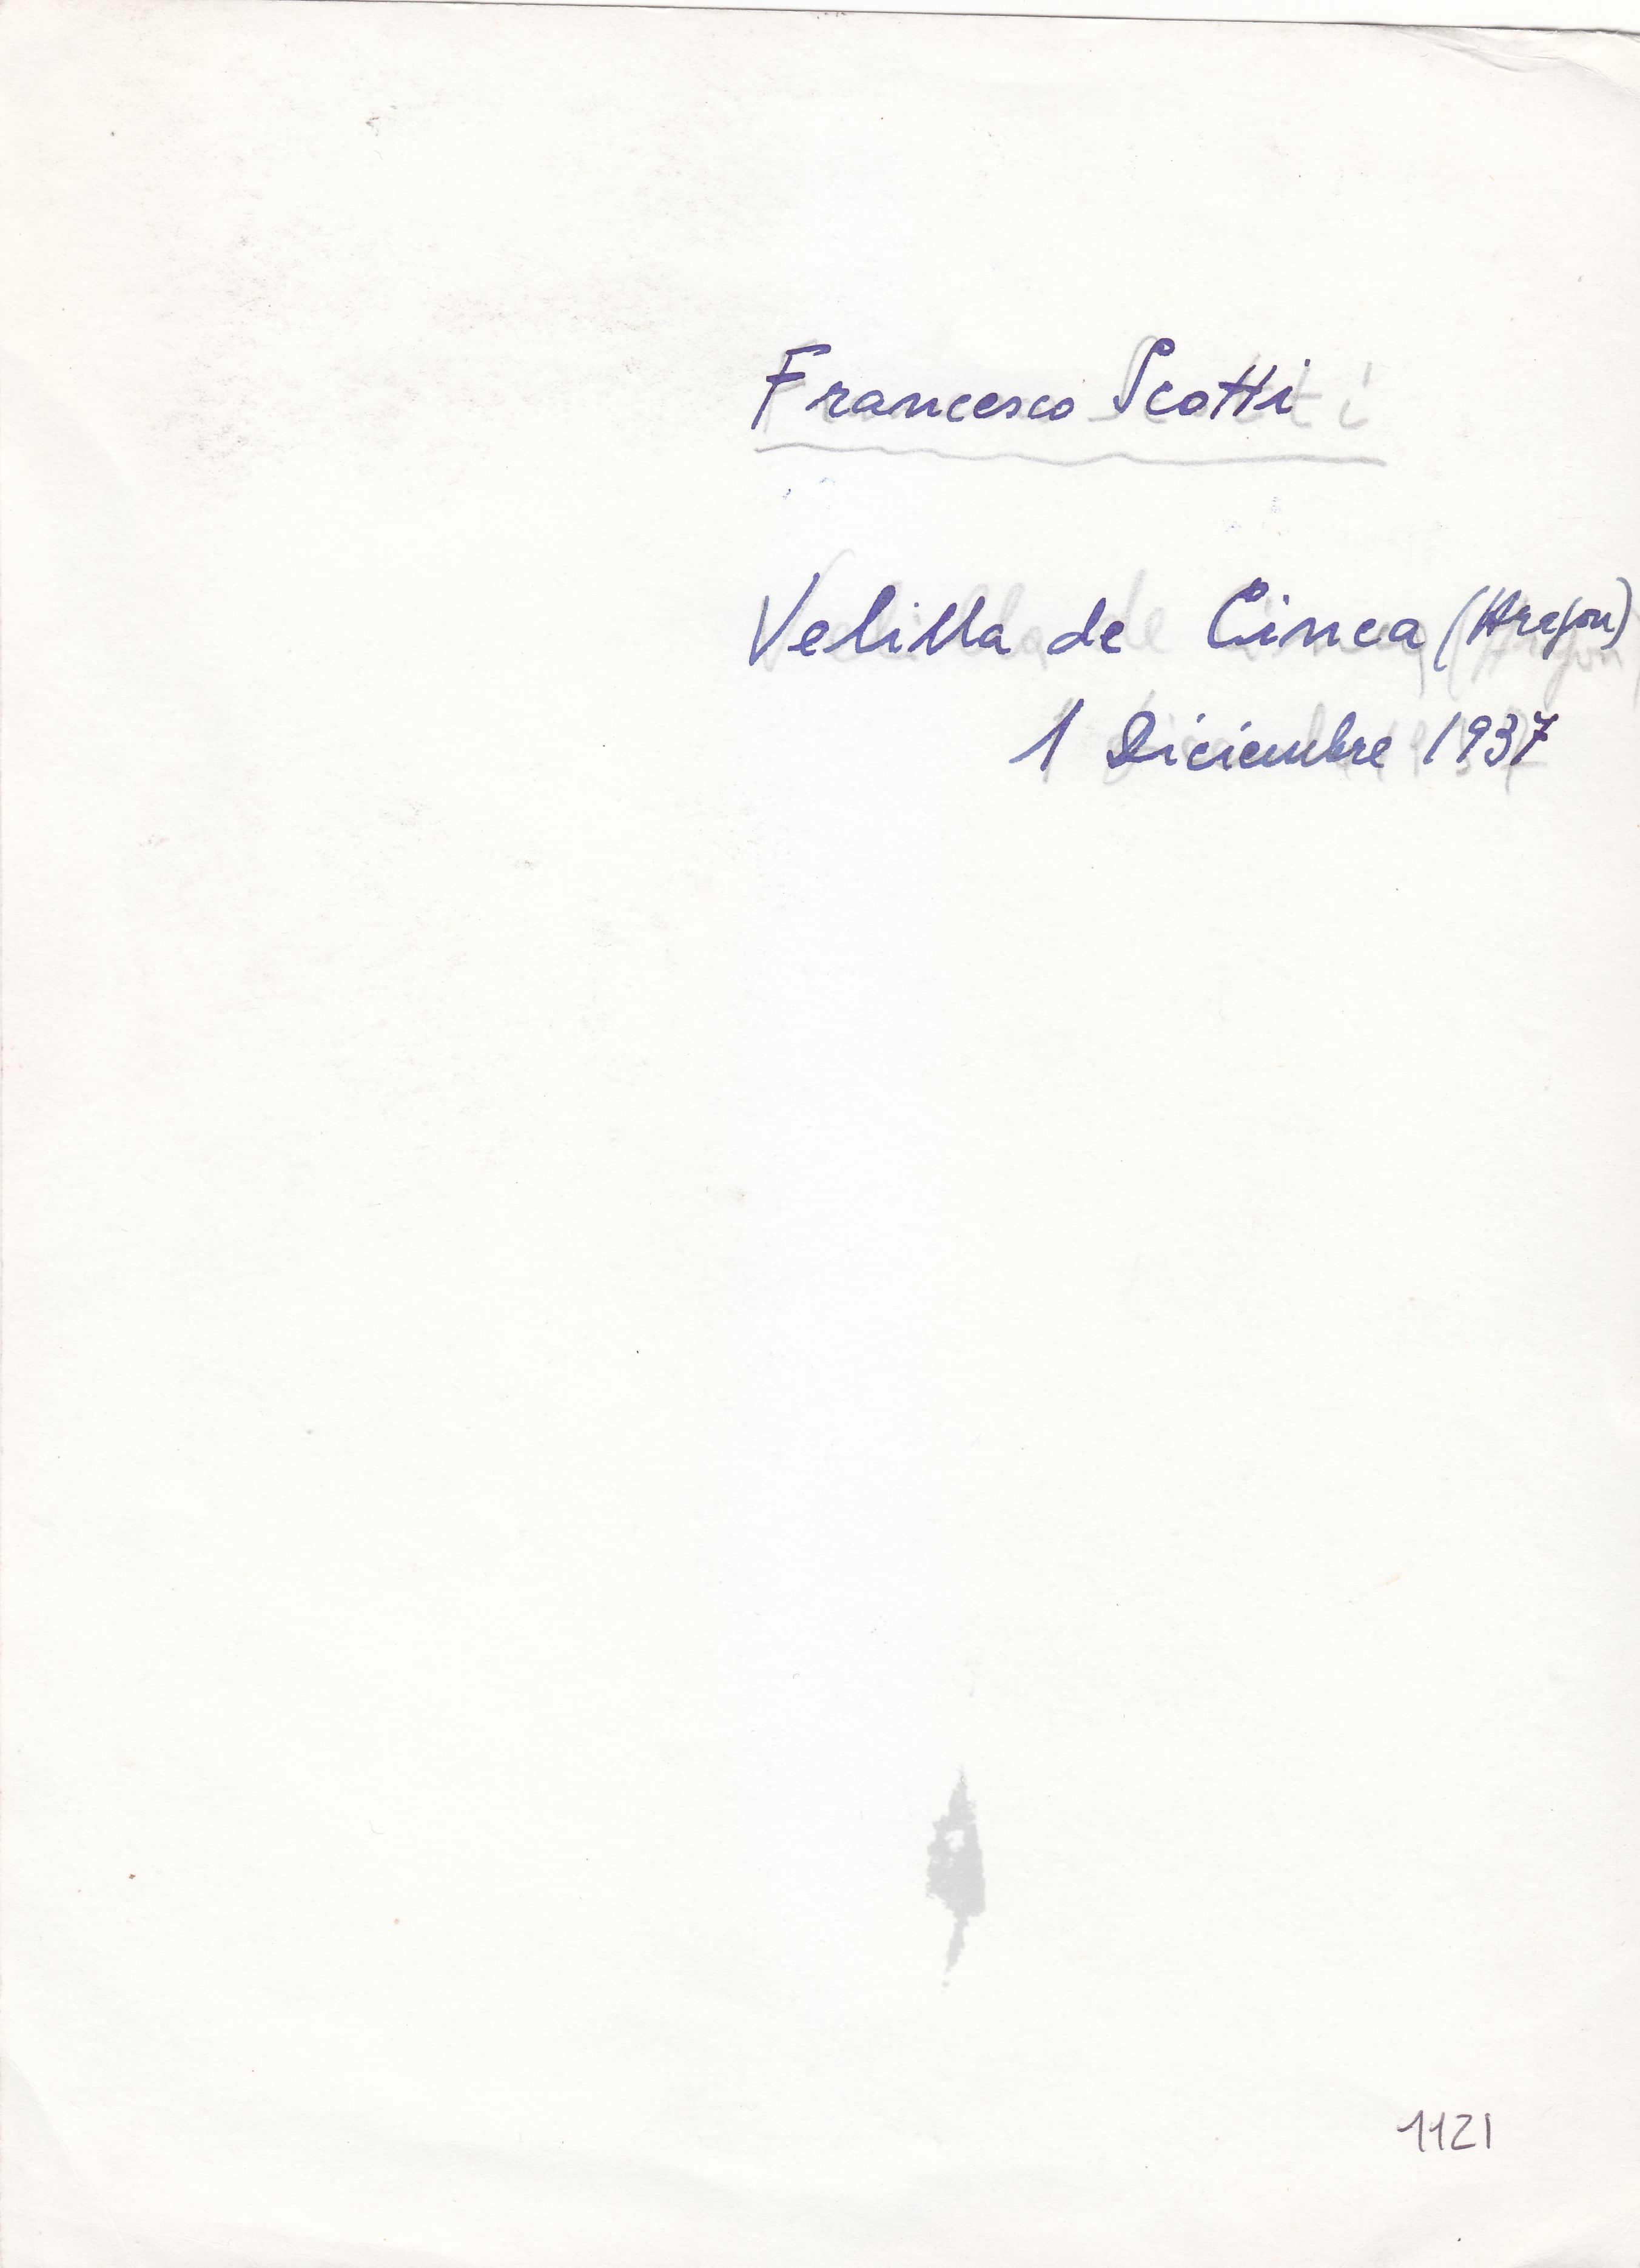 Francesco Scotti
Velilla de Cinca (Aragon)
1 Diciembre 1937
1121